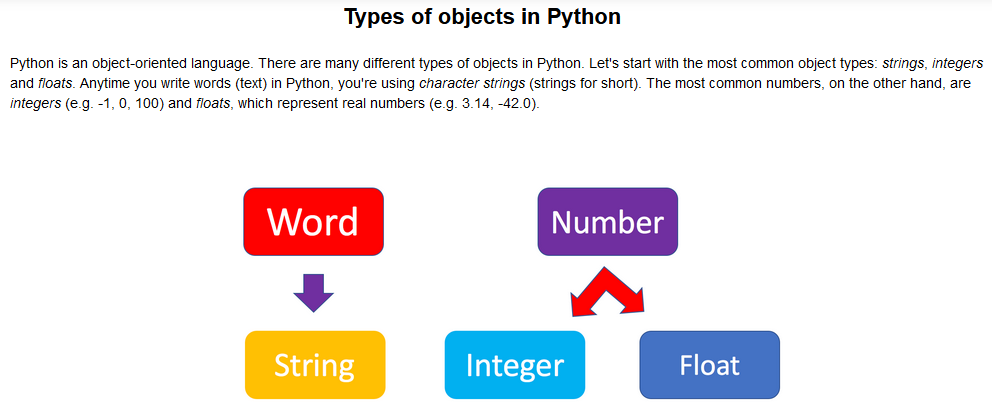 Types of objects in Python
Python is an object-oriented language. There are many different types of objects in Python. Let's start with the most common object types: strings, integers
and floats. Anytime you write words (text) in Python, you're using character strings (strings for short). The most common numbers, on the other hand, are
integers (e.g. -1, 0, 100) and floats, which represent real numbers (e.g. 3.14, -42.0).
Word
Number
String
Integer
Float